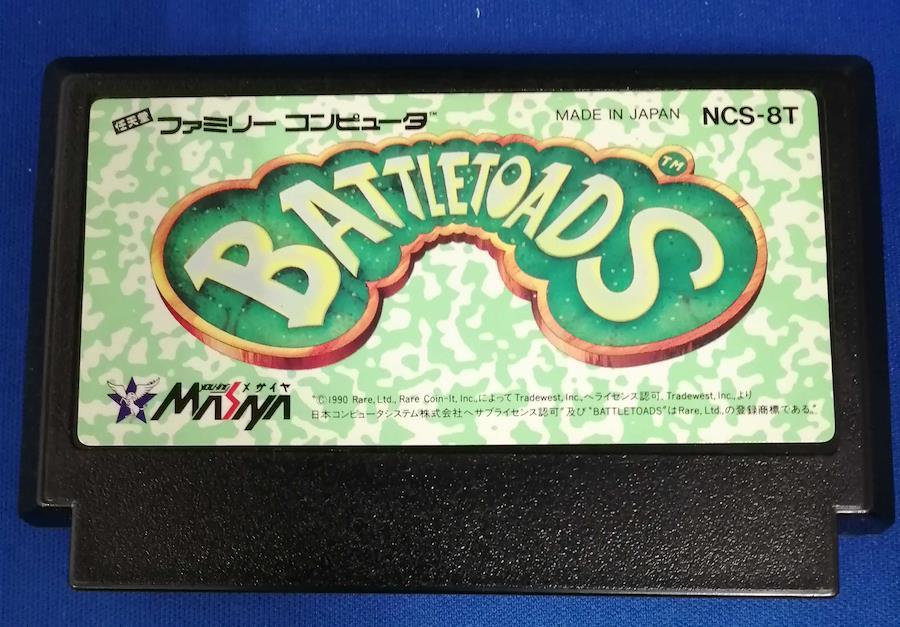 任天堂 ファミリー コンピュータ™
MADE IN JAPAN NCS-8T
BATTLETOADS TM
メサイヤ
MASAYA
"© 1990 Rare, Ltd., Rare Coin-It, Inc., によって Tradewest, Inc., へライセンス認可. Tradewest, Inc., より
日本コンピュータシステム株式会社へサブライセンス認可" 及び "BATTLETOADS" は Rare, Ltd., の登録商標である."